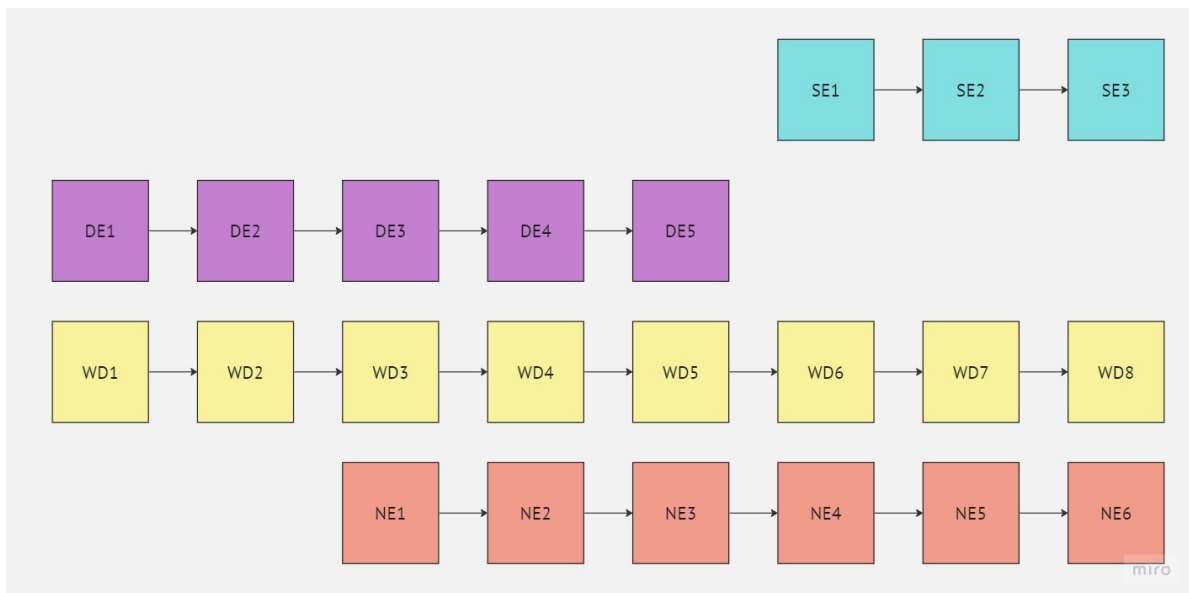 SE1 SE2 SE3
DE1 DE2 DE3 DE4 DE5
WD1 WD2 WD3 WD4 WD5 WD6 WD7 WD8
NE1 NE2 NE3 NE4 NE5 NE6
miro